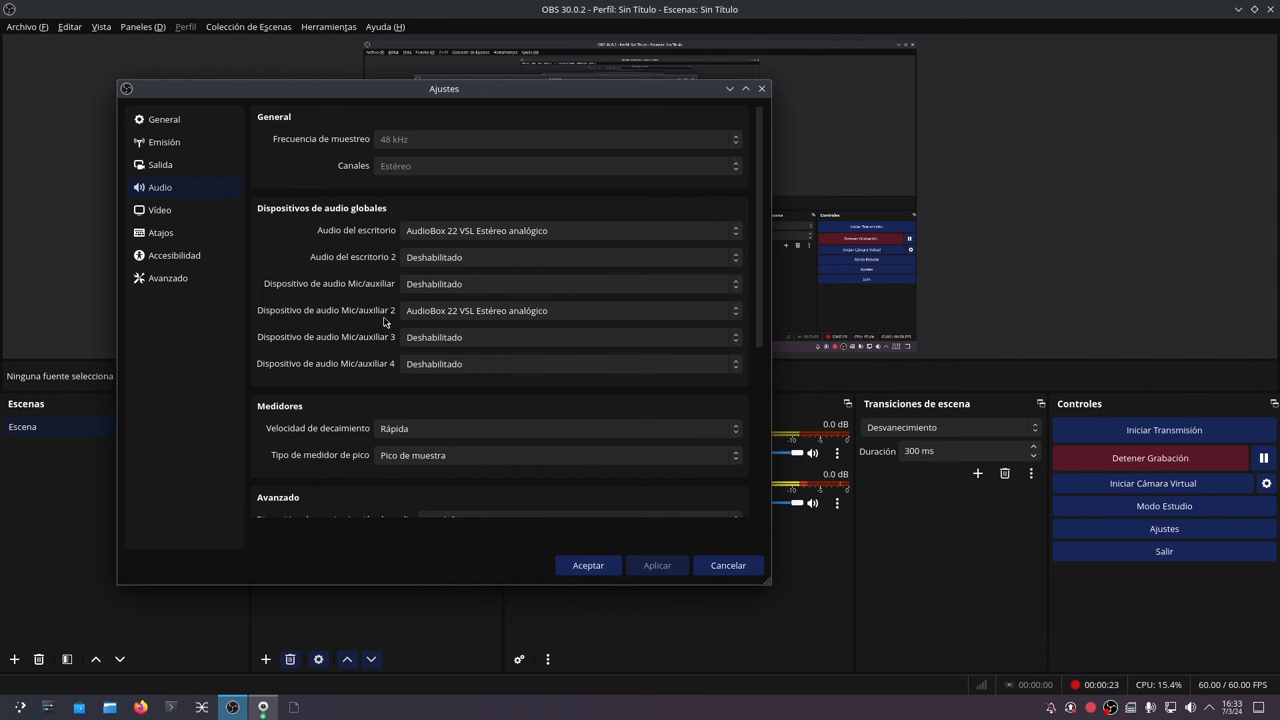 OBS 30.0.2 - Perfil: Sin Título - Escenas: Sin Título
Archivo (F) Editar Vista Paneles (D) Perfil Colección de Escenas Herramientas Ayuda (H)
Ajustes
General
Emisión
Salida
Audio
Vídeo
Atajos
Avanzado
General
Frecuencia de muestreo 48 kHz
Canales Estéreo
Dispositivos de audio globales
Audio del escritorio AudioBox 22 VSL Estéreo analógico
Audio del escritorio 2 Deshabilitado
Dispositivo de audio Mic/auxiliar Deshabilitado
Dispositivo de audio Mic/auxiliar 2 AudioBox 22 VSL Estéreo analógico
Dispositivo de audio Mic/auxiliar 3 Deshabilitado
Dispositivo de audio Mic/auxiliar 4 Deshabilitado
Medidores
Velocidad de decaimiento Rápida
Tipo de medidor de pico Pico de muestra
Avanzado
Aceptar Aplicar Cancelar
Ninguna fuente selecciona
Escenas
Escena
0.0 dB
-10 -5 0
0.0 dB
-10 -5 0
Transiciones de escena
Desvanecimiento
Duración 300 ms
Controles
Iniciar Transmisión
Detener Grabación
Iniciar Cámara Virtual
Modo Estudio
Ajustes
Salir
00:00:00 00:00:23 CPU: 15.4% 60.00 / 60.00 FPS
16:33
7/3/24